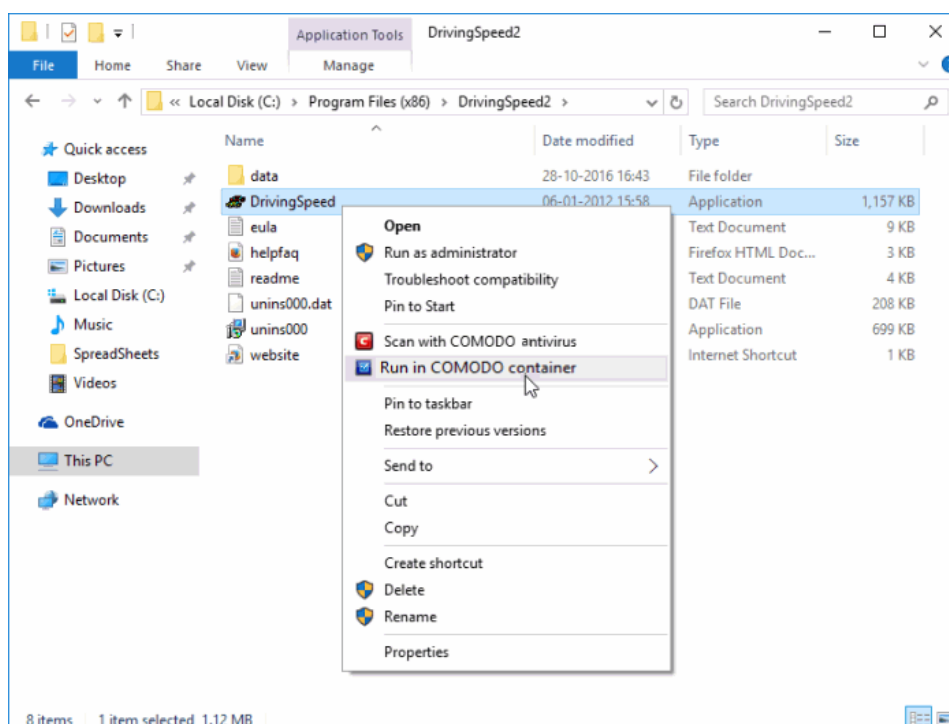 Application Tools DrivingSpeed2
File Home Share View Manage
« Local Disk (C:) > Program Files (x86) > DrivingSpeed2 > Search DrivingSpeed2
Name Date modified Type Size
Quick access
Desktop
Downloads
Documents
Pictures
Local Disk (C:)
Music
SpreadSheets
Videos
OneDrive
This PC
Network
data 28-10-2016 16:43 File folder
DrivingSpeed 06-01-2012 15:58 Application 1,157 KB
eula Text Document 9 KB
helpfaq Firefox HTML Doc... 3 KB
readme Text Document 4 KB
unins000.dat DAT File 208 KB
unins000 Application 699 KB
website Internet Shortcut 1 KB
Open
Run as administrator
Troubleshoot compatibility
Pin to Start
Scan with COMODO antivirus
Run in COMODO container
Pin to taskbar
Restore previous versions
Send to >
Cut
Copy
Create shortcut
Delete
Rename
Properties
8 items 1 item selected 1.12 MB